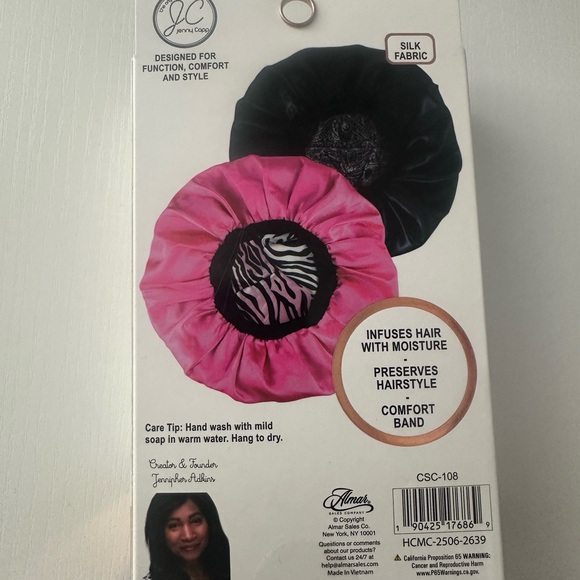 JC
Jenny Capp
DESIGNED FOR
FUNCTION, COMFORT
AND STYLE
SILK
FABRIC
INFUSES HAIR
WITH MOISTURE
-
PRESERVES
HAIRSTYLE
-
COMFORT
BAND
Care Tip: Hand wash with mild
soap in warm water. Hang to dry.
Creator & Founder
Jennipher Adkins
Almar
SALES COMPANY
© Copyright
Almar Sales Co.
New York, NY 10001
Questions or comments
about our products?
Contact us 24/7 at
help@almarsales.com
Made in Vietnam
CSC-108
1 90425 17686 9
HCMC-2506-2639
California Proposition 65 WARNING:
Cancer and Reproductive Harm
www.P65Warnings.ca.gov.